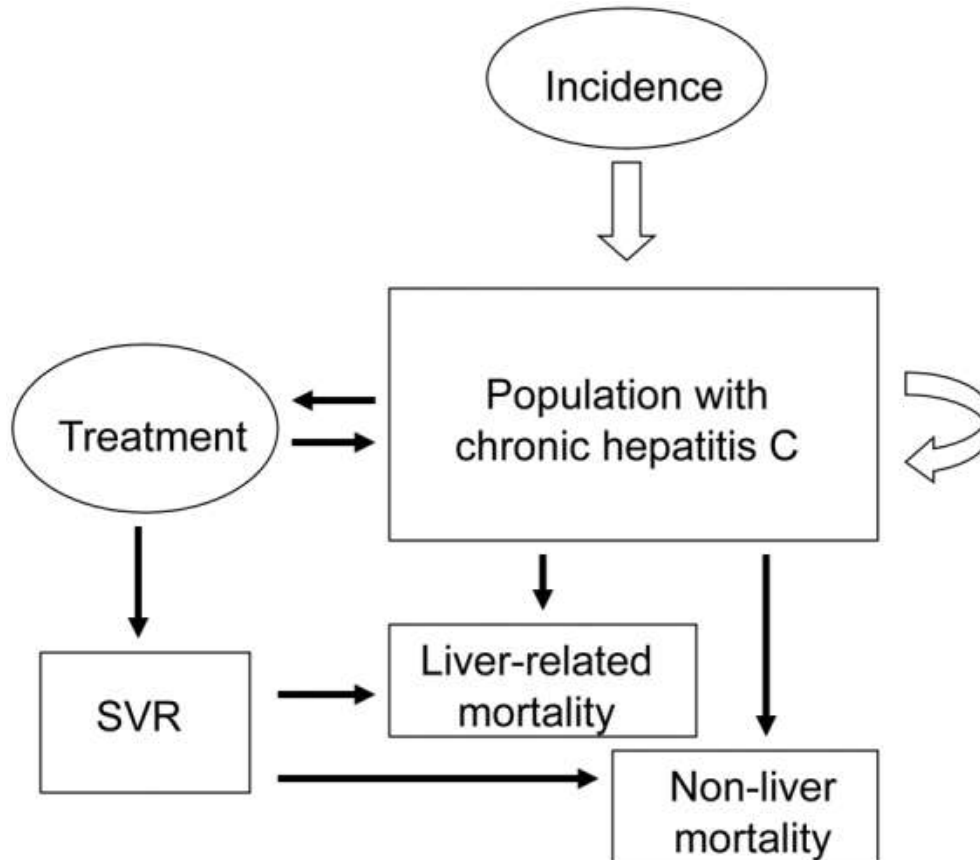 Incidence
Population with
chronic hepatitis C
Treatment
SVR
Liver-related
mortality
Non-liver
mortality